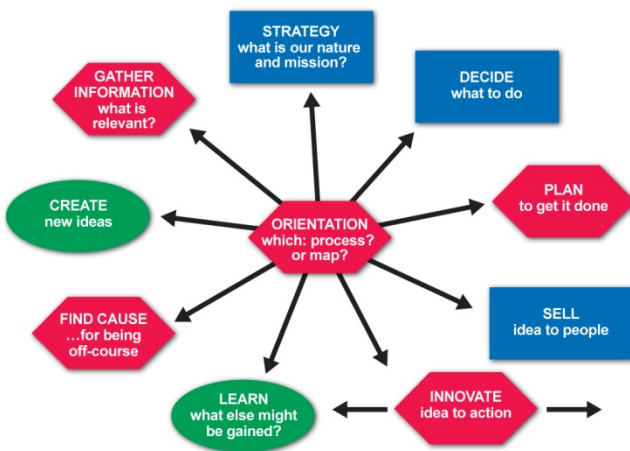 STRATEGY
what is our nature
and mission?
DECIDE
what to do
GATHER
INFORMATION
what is
relevant?
PLAN
to get it done
CREATE
new ideas
ORIENTATION
which: process?
or map?
SELL
idea to people
FIND CAUSE
...for being
off-course
LEARN
what else might
be gained?
INNOVATE
idea to action